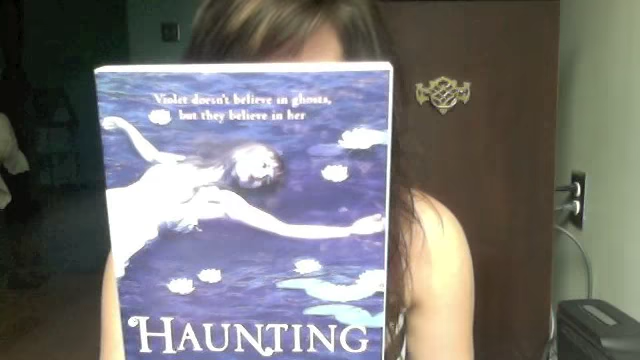 Violet doesn't believe in ghosts,
but they believe in her
HAUNTING